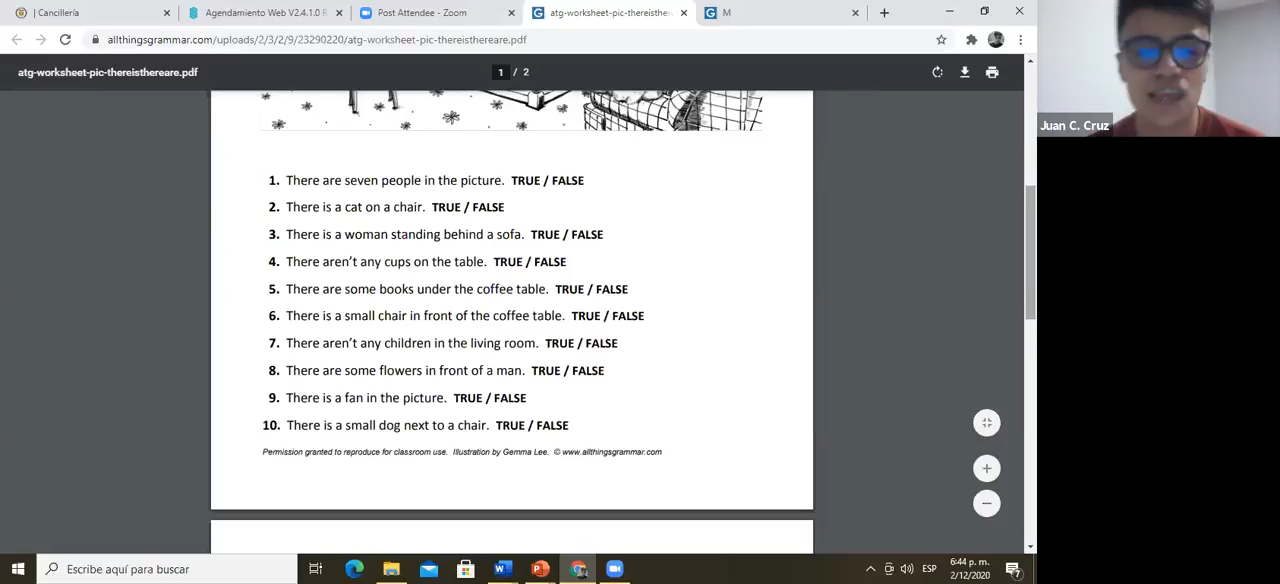 | Cancillería
Agendamiento Web V2.4.1.0 R
Post Attendee - Zoom
atg-worksheet-pic-thereisthere
M
allthingsgrammar.com/uploads/2/3/2/9/23290220/atg-worksheet-pic-thereisthereare.pdf
atg-worksheet-pic-thereisthereare.pdf
1 / 2
Juan C. Cruz
1. There are seven people in the picture. TRUE / FALSE
2. There is a cat on a chair. TRUE / FALSE
3. There is a woman standing behind a sofa. TRUE / FALSE
4. There aren't any cups on the table. TRUE / FALSE
5. There are some books under the coffee table. TRUE / FALSE
6. There is a small chair in front of the coffee table. TRUE / FALSE
7. There aren't any children in the living room. TRUE / FALSE
8. There are some flowers in front of a man. TRUE / FALSE
9. There is a fan in the picture. TRUE / FALSE
10. There is a small dog next to a chair. TRUE / FALSE
Permission granted to reproduce for classroom use. Illustration by Gemma Lee. © www.allthingsgrammar.com
Escribe aquí para buscar
ESP
6:44 p. m.
2/12/2020
7